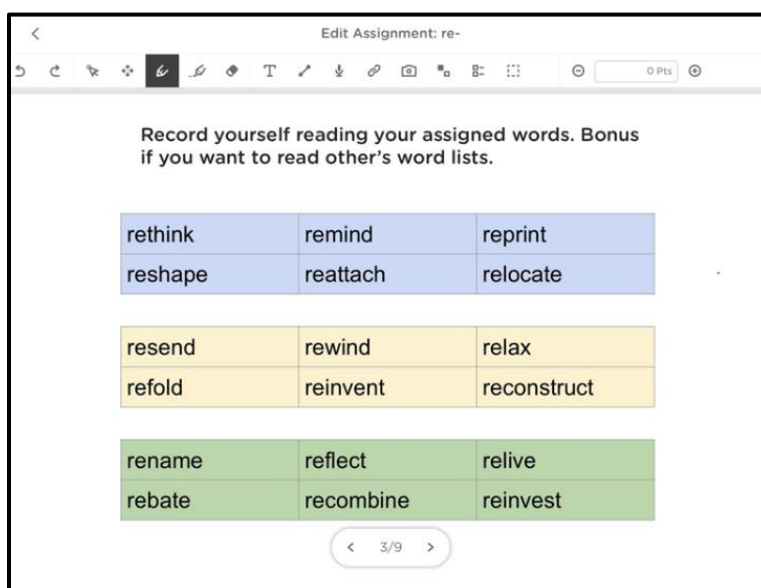 Edit Assignment: re-
T
0 Pts
Record yourself reading your assigned words. Bonus
if you want to read other's word lists.
rethink remind reprint
reshape reattach relocate
resend rewind relax
refold reinvent reconstruct
rename reflect relive
rebate recombine reinvest
3/9